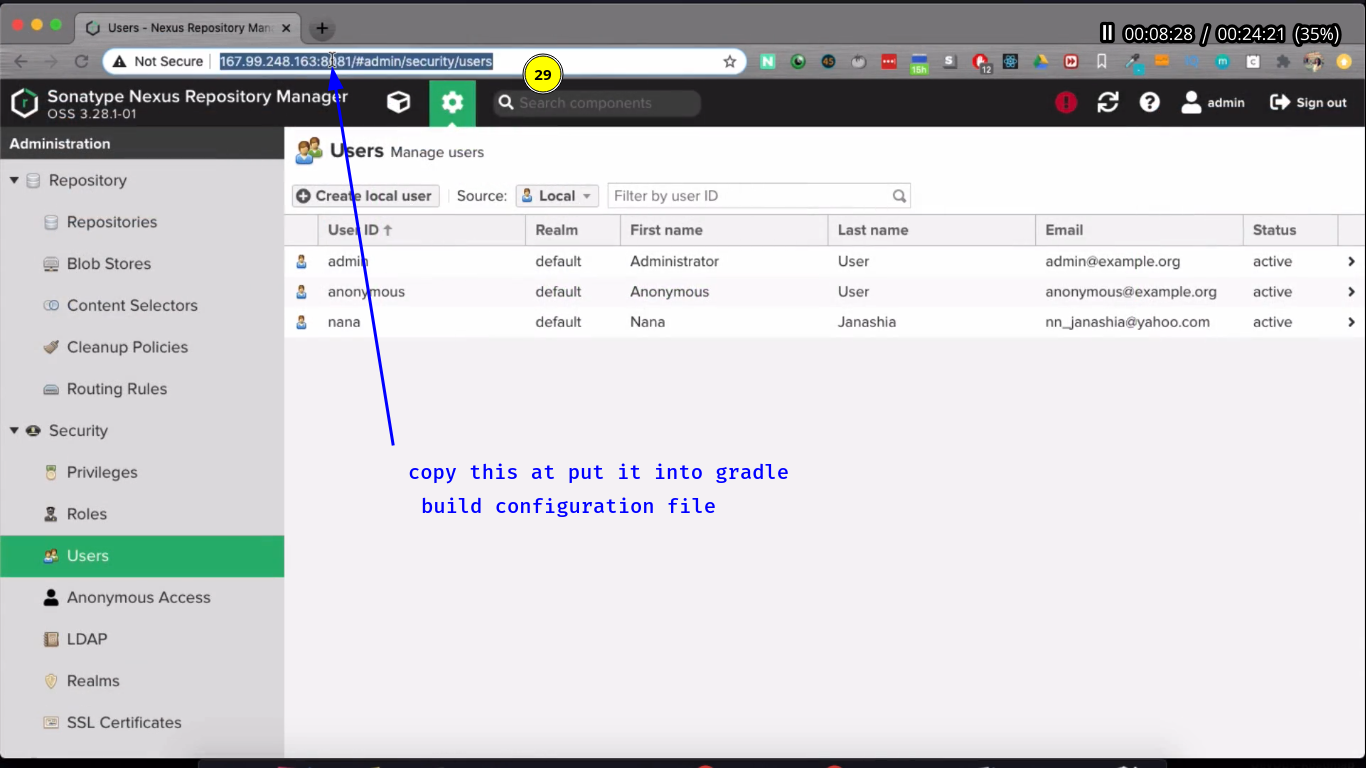 Users - Nexus Repository Man
00:08:28 / 00:24:21 (35%)
Not Secure
167.99.248.163:8081/#admin/security/users
29
Sonatype Nexus Repository Manager
OSS 3.28.1-01
Search components
admin
Sign out
Administration
Repository
Repositories
Blob Stores
Content Selectors
Cleanup Policies
Routing Rules
Security
Privileges
Roles
Users
Anonymous Access
LDAP
Realms
SSL Certificates
Users Manage users
Create local user Source: Local Filter by user ID
User ID Realm First name Last name Email Status
admin default Administrator User admin@example.org active
anonymous default Anonymous User anonymous@example.org active
nana default Nana Janashia nn_janashia@yahoo.com active
copy this at put it into gradle
build configuration file